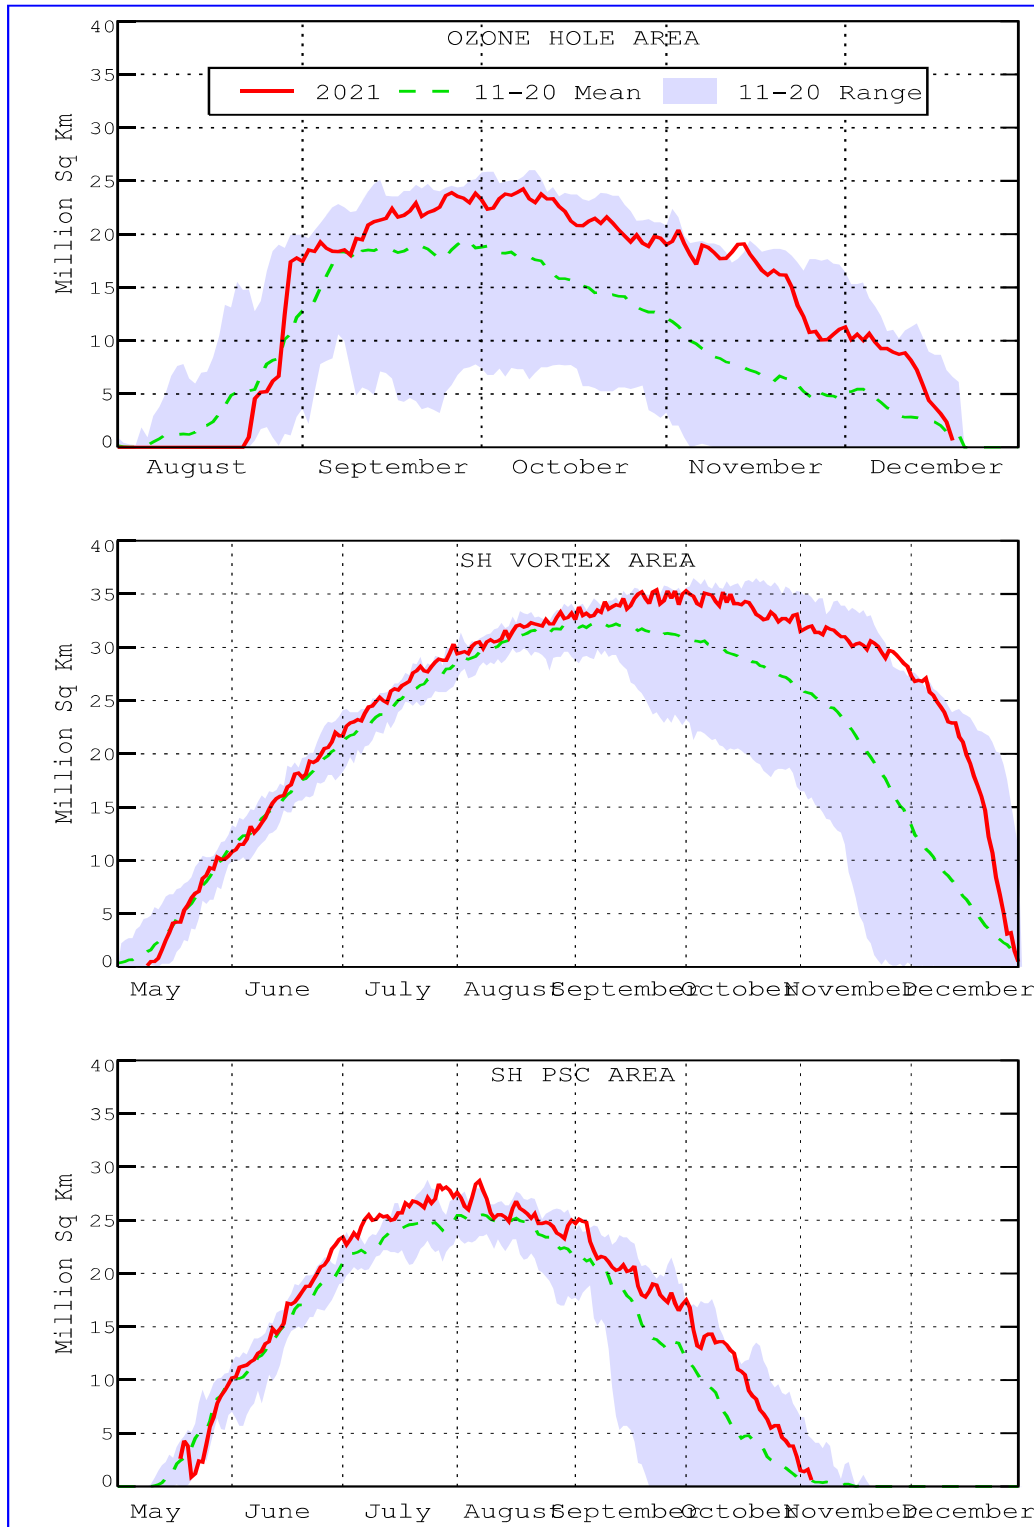 OZONE HOLE AREA
2021 11-20 Mean 11-20 Range
Million Sq Km
40
35
30
25
20
15
10
5
0
August September October November December
SH VORTEX AREA
Million Sq Km
40
35
30
25
20
15
10
5
0
May June July August September October November December
SH PSC AREA
Million Sq Km
40
35
30
25
20
15
10
5
0
May June July August September October November December